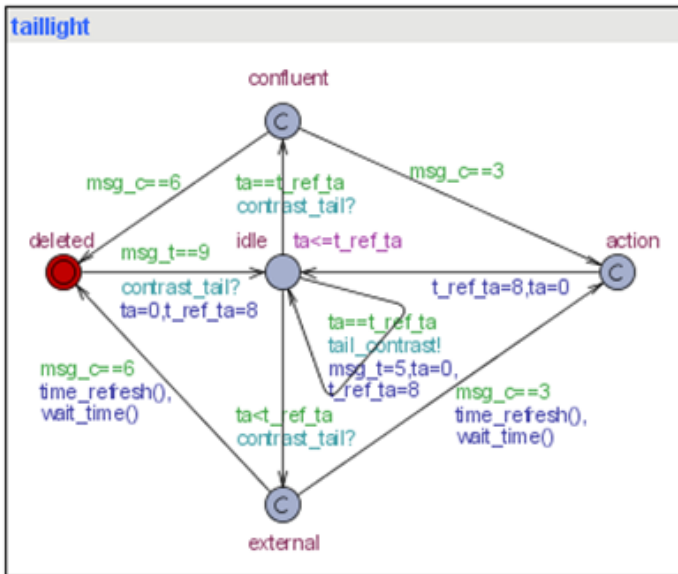 taillight
confluent
C
msg_c==6
msg_c==3
ta==t_ref_ta
contrast_tail?
deleted
msg_t==9
idle
ta<=t_ref_ta
action
C
contrast_tail?
ta=0,t_ref_ta=8
t_ref_ta=8,ta=0
ta==t_ref_ta
tail_contrast!
msg_t=5,ta=0,
t_ref_ta=8
msg_c==6
time_refresh(),
wait_time()
msg_c==3
time_refresh(),
wait_time()
ta<t_ref_ta
contrast_tail?
C
external